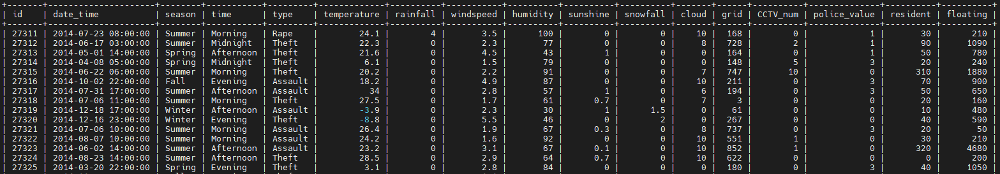 | id | date_time | season | time | type | temperature | rainfall | windspeed | humidity | sunshine | snowfall | cloud | grid | CCTV_num | police_value | resident | floating |
| 27311 | 2014-07-23 08:00:00 | Summer | Morning | Rape | 24.1 | 4 | 3.5 | 100 | 0 | 0 | 10 | 168 | 0 | 1 | 30 | 210 |
| 27312 | 2014-06-17 03:00:00 | Summer | Midnight | Theft | 22.3 | 0 | 2.3 | 77 | 0 | 0 | 8 | 728 | 2 | 1 | 90 | 1090 |
| 27313 | 2014-05-01 14:00:00 | Spring | Afternoon | Theft | 21.6 | 0 | 4.5 | 43 | 1 | 0 | 0 | 164 | 0 | 1 | 50 | 780 |
| 27314 | 2014-04-08 05:00:00 | Spring | Midnight | Theft | 6.1 | 0 | 1.5 | 79 | 0 | 0 | 0 | 148 | 5 | 3 | 20 | 240 |
| 27315 | 2014-06-22 06:00:00 | Summer | Morning | Theft | 20.2 | 0 | 2.2 | 91 | 0 | 0 | 7 | 747 | 10 | 0 | 310 | 1880 |
| 27316 | 2014-10-02 22:00:00 | Fall | Evening | Assault | 18.2 | 0 | 4.9 | 87 | 0 | 0 | 10 | 211 | 0 | 3 | 70 | 900 |
| 27317 | 2014-07-31 17:00:00 | Summer | Afternoon | Assault | 34 | 0 | 2.8 | 57 | 1 | 0 | 6 | 194 | 0 | 3 | 50 | 650 |
| 27318 | 2014-07-06 11:00:00 | Summer | Morning | Theft | 27.5 | 0 | 1.7 | 61 | 0.7 | 0 | 7 | 3 | 0 | 0 | 20 | 160 |
| 27319 | 2014-12-18 17:00:00 | Winter | Afternoon | Assault | -3.9 | 0 | 2.3 | 30 | 1 | 1.5 | 0 | 61 | 0 | 0 | 10 | 480 |
| 27320 | 2014-12-16 23:00:00 | Winter | Evening | Theft | -8.8 | 0 | 5.5 | 46 | 0 | 2 | 0 | 267 | 0 | 0 | 40 | 590 |
| 27321 | 2014-07-06 10:00:00 | Summer | Morning | Assault | 26.4 | 0 | 1.9 | 67 | 0.3 | 0 | 8 | 737 | 0 | 3 | 20 | 50 |
| 27322 | 2014-08-07 10:00:00 | Summer | Morning | Assault | 24.2 | 0 | 1.6 | 92 | 0 | 0 | 10 | 551 | 1 | 0 | 30 | 210 |
| 27323 | 2014-06-02 14:00:00 | Summer | Afternoon | Assault | 23.2 | 0 | 3.1 | 67 | 0.1 | 0 | 10 | 852 | 1 | 0 | 320 | 4680 |
| 27324 | 2014-08-23 14:00:00 | Summer | Afternoon | Theft | 28.5 | 0 | 2.9 | 64 | 0.7 | 0 | 10 | 622 | 0 | 0 | 0 | 200 |
| 27325 | 2014-03-20 22:00:00 | Spring | Evening | Theft | 3.1 | 0 | 2.8 | 84 | 0 | 0 | 0 | 180 | 0 | 3 | 40 | 1050 |